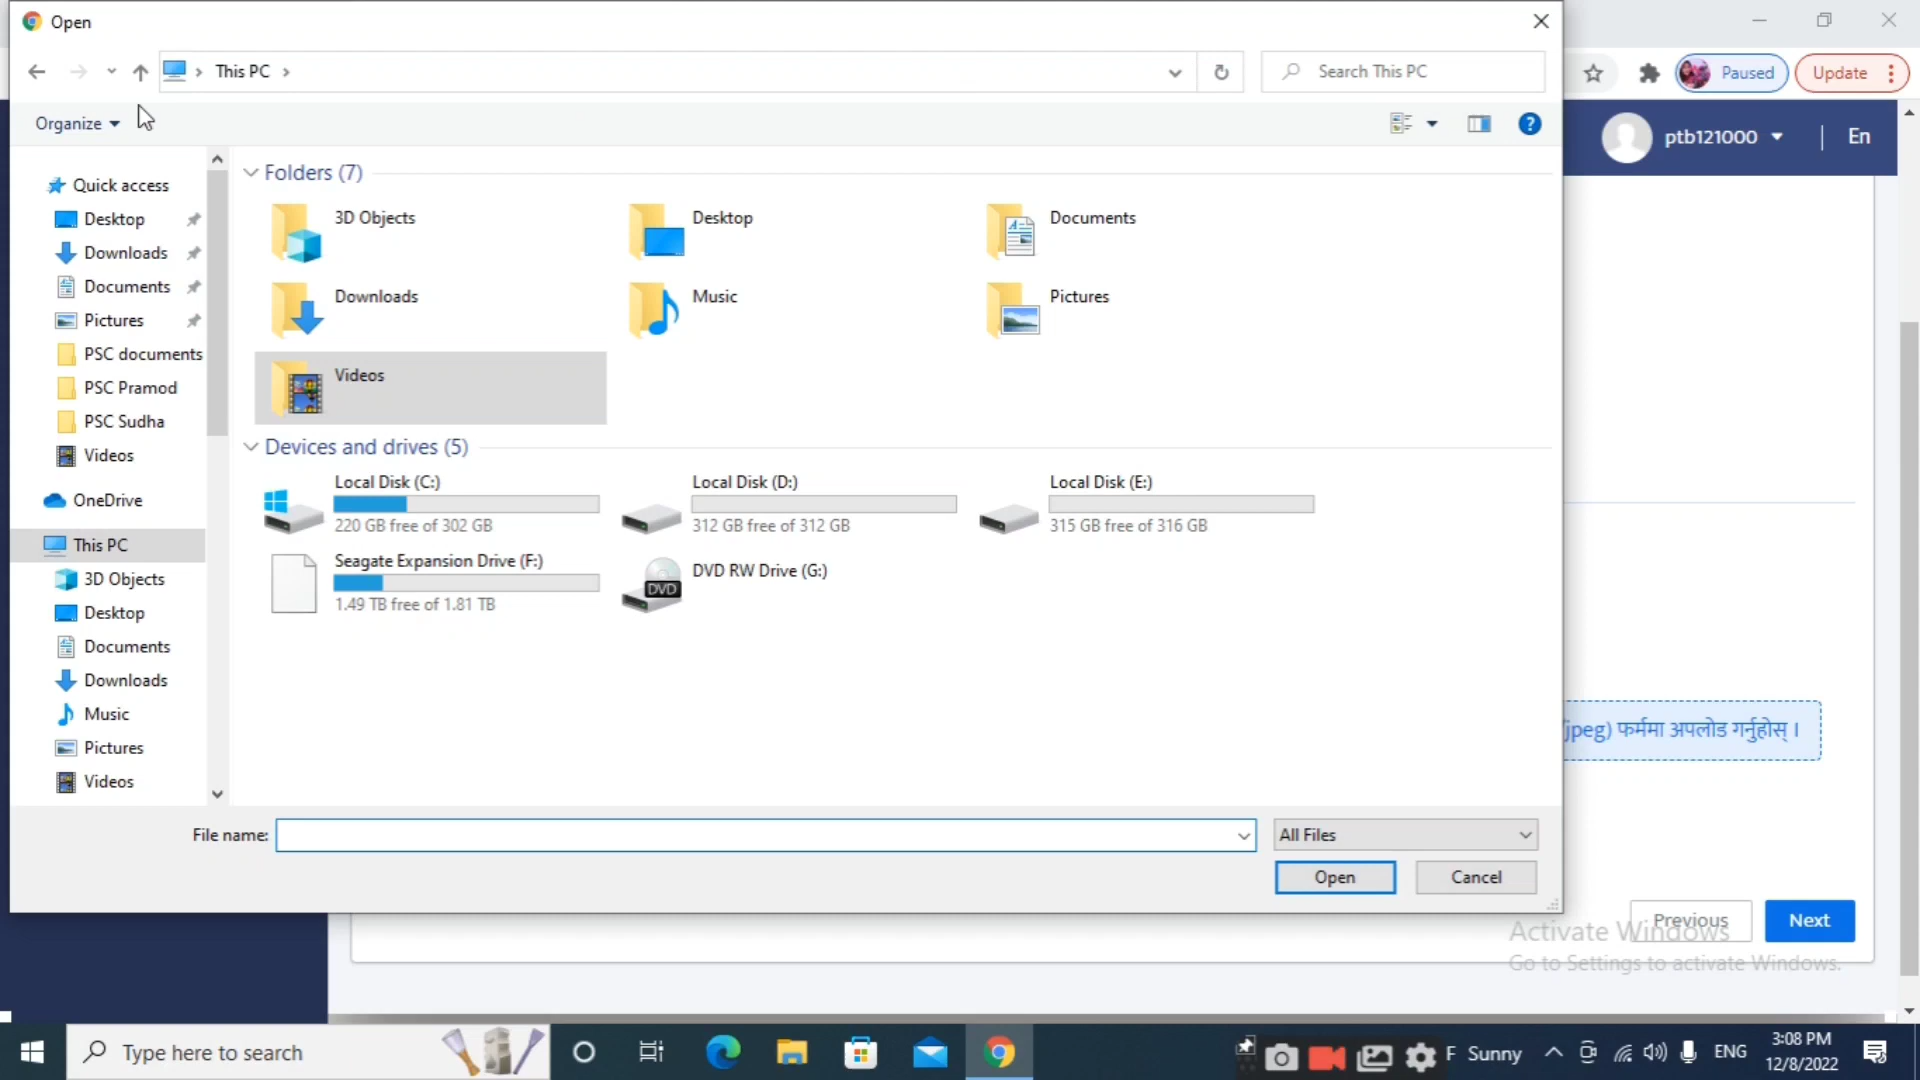 Open
This PC
Search This PC
Paused
Update
Organize
ptb121000
En
Quick access
Desktop
Downloads
Documents
Pictures
PSC documents
PSC Pramod
PSC Sudha
Videos
OneDrive
This PC
3D Objects
Desktop
Documents
Downloads
Music
Pictures
Videos
Folders (7)
3D Objects
Desktop
Documents
Downloads
Music
Pictures
Videos
Devices and drives (5)
Local Disk (C:)
220 GB free of 302 GB
Local Disk (D:)
312 GB free of 312 GB
Local Disk (E:)
315 GB free of 316 GB
Seagate Expansion Drive (F:)
1.49 TB free of 1.81 TB
DVD RW Drive (G:)
DVD
jpeg) फर्ममा अपलोड गर्नुहोस् ।
File name:
All Files
Open
Cancel
Previous
Next
Activate Windows
Go to Settings to activate Windows.
Type here to search
F Sunny
ENG
3:08 PM
12/8/2022